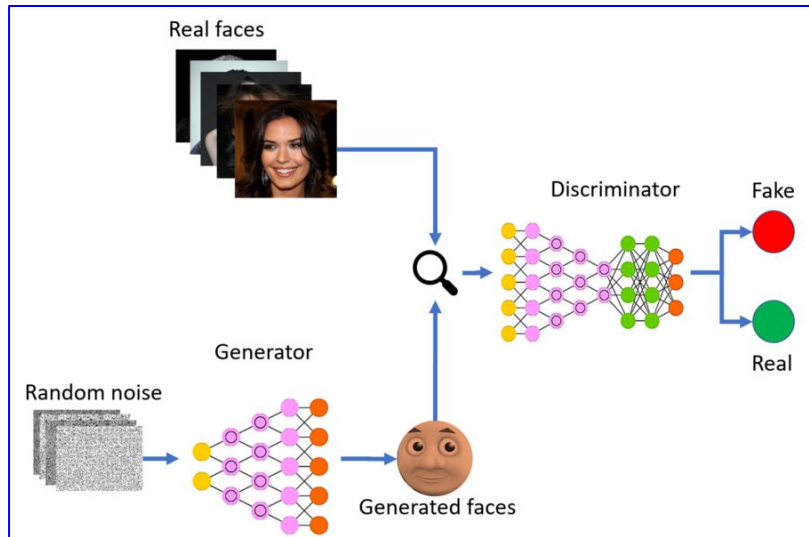 Real faces
Discriminator
Fake
Generator
Real
Random noise
Generated faces